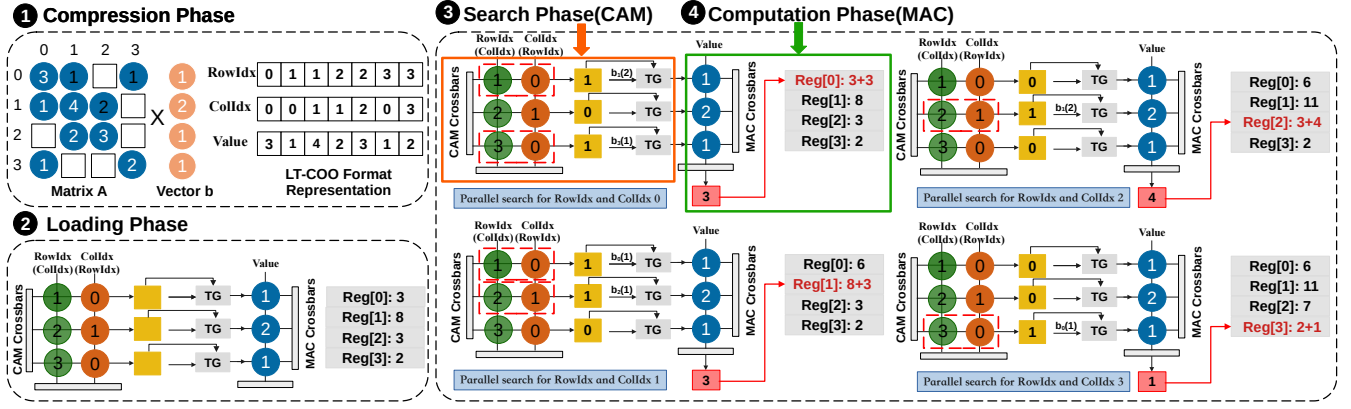 1 Compression Phase
0 1 2 3
0 3 1 1 1
1 1 4 2 2
2 2 3 1
3 1 2 1
X
Matrix A
Vector b
RowIdx 0 1 1 2 2 3 3
ColIdx 0 0 1 1 2 0 3
Value 3 1 4 2 3 1 2
LT-COO Format
Representation
2 Loading Phase
RowIdx
(ColIdx)
ColIdx
(RowIdx)
Value
CAM Crossbars
1 0 TG 1
2 1 TG 2
3 0 TG 1
MAC Crossbars
Reg[0]: 3
Reg[1]: 8
Reg[2]: 3
Reg[3]: 2
3 Search Phase(CAM)
4 Computation Phase(MAC)
RowIdx
(ColIdx)
ColIdx
(RowIdx)
Value
CAM Crossbars
1 0 1 b₁(2) TG 1
2 1 0 TG 2
3 0 1 b₃(1) TG 1
MAC Crossbars
3
Reg[0]: 3+3
Reg[1]: 8
Reg[2]: 3
Reg[3]: 2
Parallel search for RowIdx and ColIdx 0
RowIdx
(ColIdx)
ColIdx
(RowIdx)
Value
CAM Crossbars
1 0 0 TG 1
2 1 1 b₁(2) TG 2
3 0 0 TG 1
MAC Crossbars
4
Reg[0]: 6
Reg[1]: 11
Reg[2]: 3+4
Reg[3]: 2
Parallel search for RowIdx and ColIdx 2
RowIdx
(ColIdx)
ColIdx
(RowIdx)
Value
CAM Crossbars
1 0 1 b₀(1) TG 1
2 1 1 b₂(1) TG 2
3 0 0 TG 1
MAC Crossbars
3
Reg[0]: 6
Reg[1]: 8+3
Reg[2]: 3
Reg[3]: 2
Parallel search for RowIdx and ColIdx 1
RowIdx
(ColIdx)
ColIdx
(RowIdx)
Value
CAM Crossbars
1 0 0 TG 1
2 1 0 TG 2
3 0 1 b₀(1) TG 1
MAC Crossbars
1
Reg[0]: 6
Reg[1]: 11
Reg[2]: 7
Reg[3]: 2+1
Parallel search for RowIdx and ColIdx 3